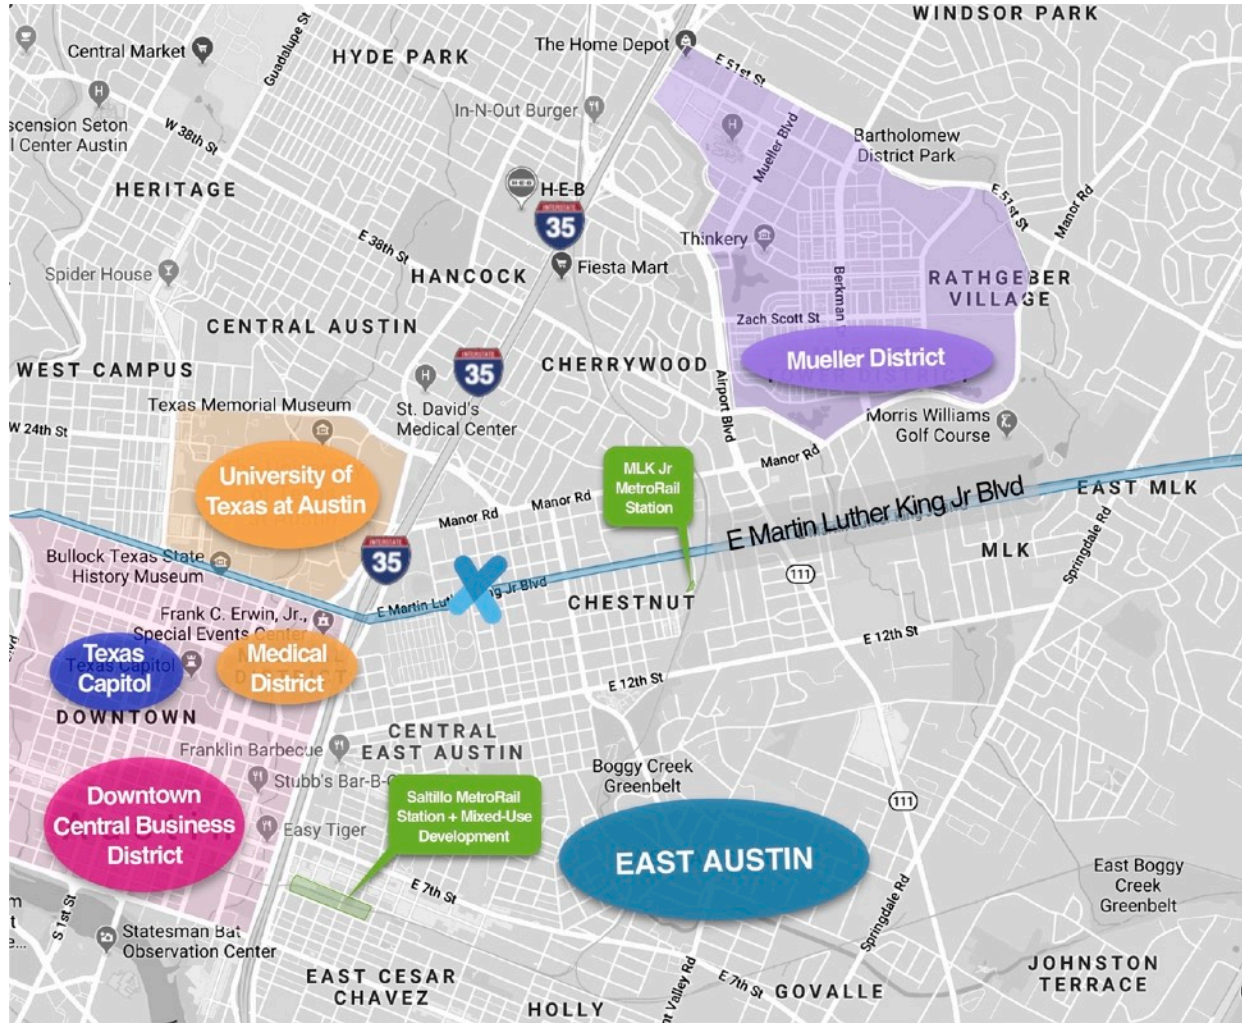 WINDSOR PARK
Central Market
Guadalupe St
HYDE PARK
The Home Depot
E 51st St
In-N-Out Burger
scension Seton
l Center Austin
W 38th St
Mueller Blvd
Bartholomew
District Park
HERITAGE
H-E-B
H-E-B
INTERSTATE
35
E 51st St
Manor Rd
E 38th St
Thinkery
Spider House
HANCOCK
Fiesta Mart
Berkman
RATHGEBER
VILLAGE
CENTRAL AUSTIN
Zach Scott St
WEST CAMPUS
INTERSTATE
35
CHERRYWOOD
Mueller District
Texas Memorial Museum
St. David's
Medical Center
Airport Blvd
Morris Williams
Golf Course
W 24th St
University of
Texas at Austin
MLK Jr
MetroRail
Station
Manor Rd
Manor Rd
Manor Rd
E Martin Luther King Jr Blvd
EAST MLK
Bullock Texas State
History Museum
INTERSTATE
35
MLK
Springdale Rd
111
E Martin Lut
ng Jr Blvd
CHESTNUT
Frank C. Erwin, Jr.,
Special Events Center
E 12th St
Texas
Capitol
Texas Capitol
Medical
District
E 12th St
DOWNTOWN
CENTRAL
EAST AUSTIN
Franklin Barbecue
Stubb's Bar-B-
Boggy Creek
Greenbelt
Downtown
Central Business
District
Saltillo MetroRail
Station + Mixed-Use
Development
111
Easy Tiger
EAST AUSTIN
E 7th St
East Boggy
Creek
Greenbelt
S 1st St
Springdale Rd
Statesman Bat
Observation Center
EAST CESAR
CHAVEZ
HOLLY
nt Valley Rd
E 7th St
GOVALLE
JOHNSTON
TERRACE